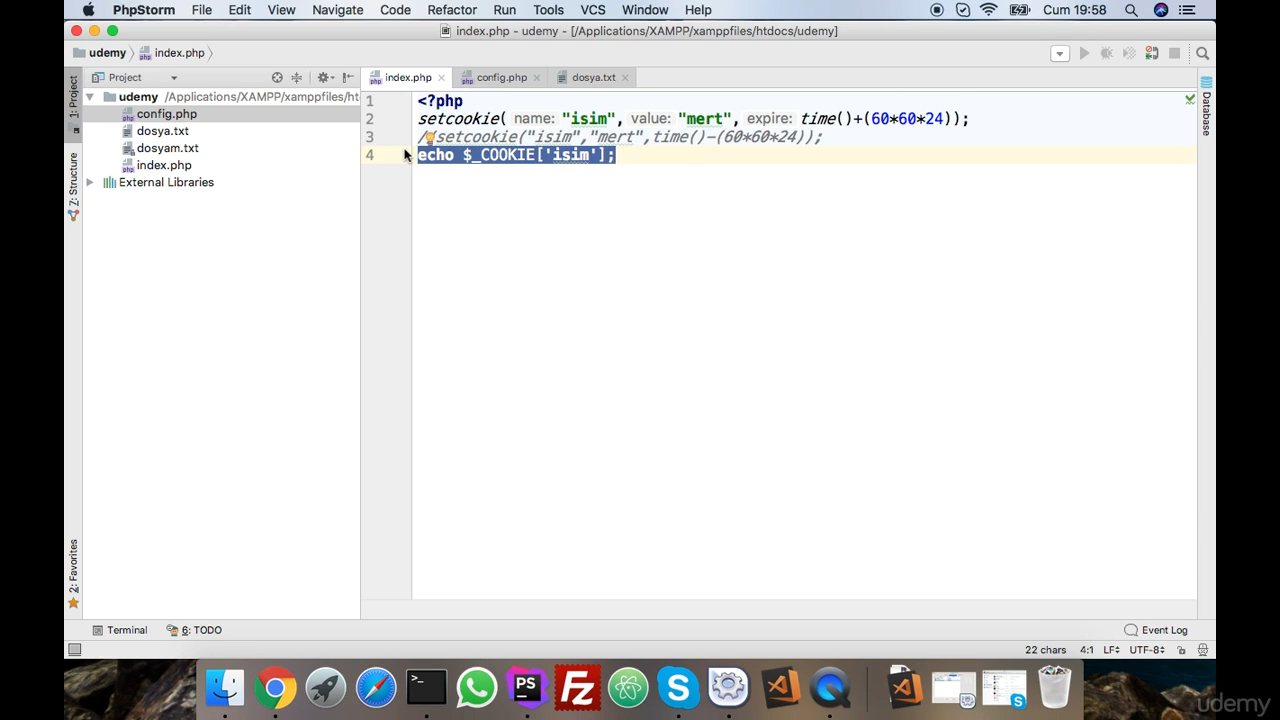 PhpStorm File Edit View Navigate Code Refactor Run Tools VCS Window Help Cum 19:58
index.php - udemy - [/Applications/XAMPP/xamppfiles/htdocs/udemy]
udemy index.php
Project index.php config.php dosya.txt
1: Project
7: Structure
2: Favorites
Database
udemy /Applications/XAMPP/xamppfiles/ht
config.php
dosya.txt
dosyam.txt
index.php
External Libraries
1 <?php
2 setcookie( name: "isim", value: "mert", expire: time()+(60*60*24));
3 //setcookie("isim","mert",time()-(60*60*24));
4 echo $_COOKIE['isim'];
Terminal 6: TODO Event Log
22 chars 4:1 LF÷ UTF-8÷
PS
Fz
udemy